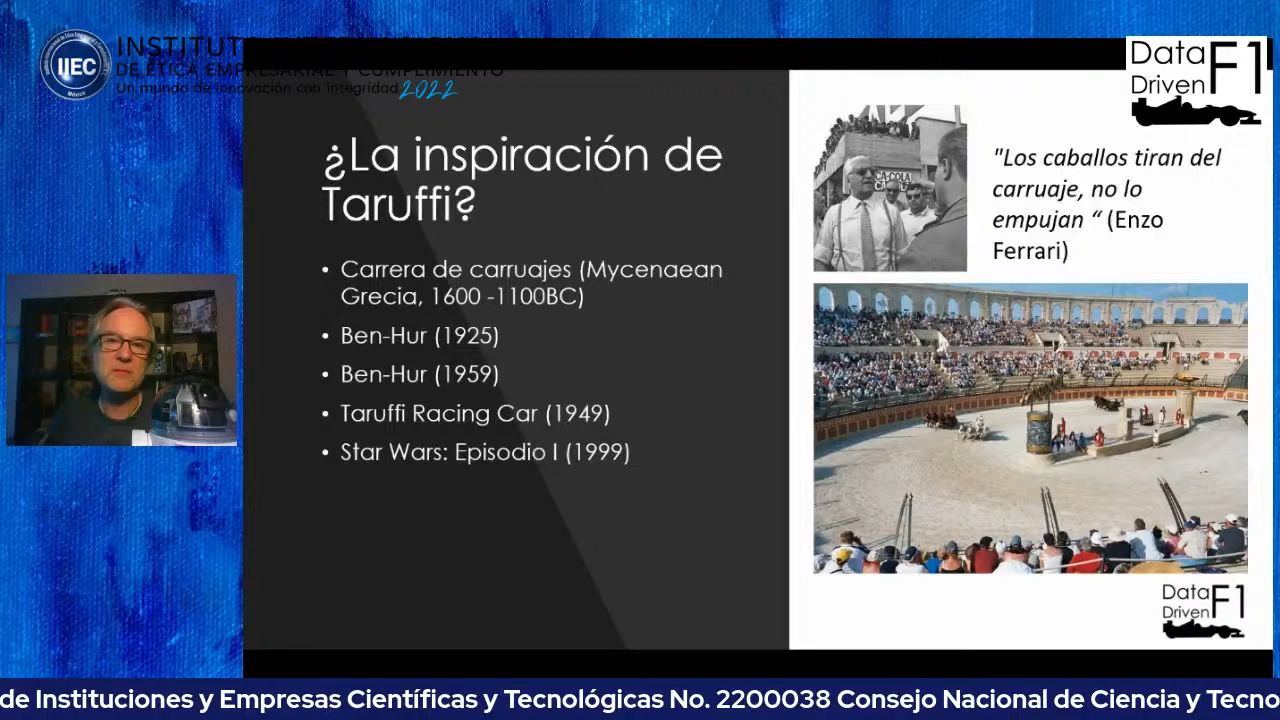 IIEC
México
INSTITUT
DE ÉTICA EMPRESARIAL Y CUMPLIMIENTO
Un mundo de innovación con integridad
2022
Data
Driven
F1
¿La inspiración de
Taruffi?
• Carrera de carruajes (Mycenaean
Grecia, 1600 -1100BC)
• Ben-Hur (1925)
• Ben-Hur (1959)
• Taruffi Racing Car (1949)
• Star Wars: Episodio I (1999)
"Los caballos tiran del
carruaje, no lo
empujan “ (Enzo
Ferrari)
Data
Driven
F1
de Instituciones y Empresas Científicas y Tecnológicas No. 2200038 Consejo Nacional de Ciencia y Tecno